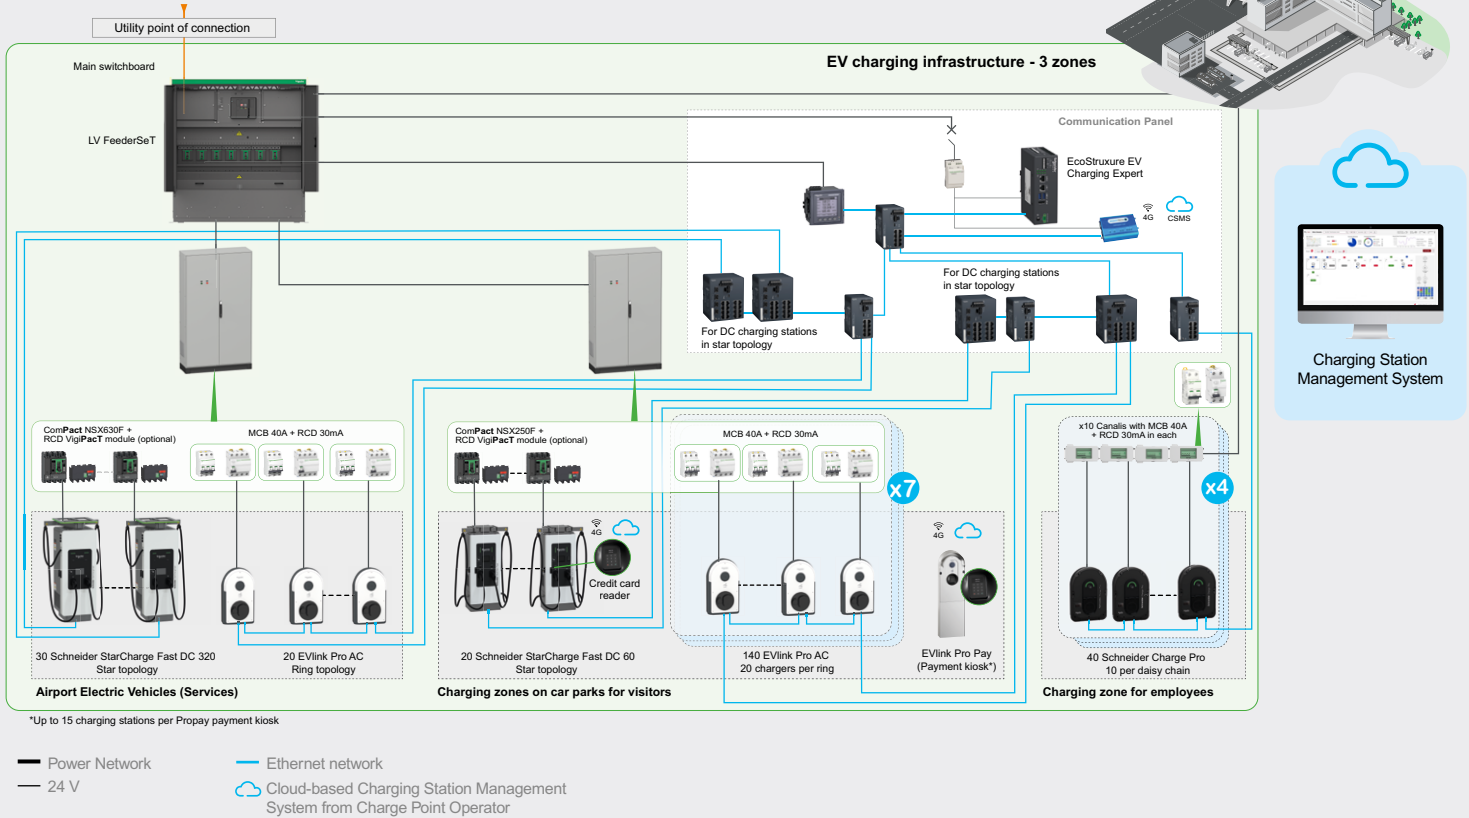 Utility point of connection
EV charging infrastructure - 3 zones
Main switchboard
LV FeederSeT
Communication Panel
EcoStruxure EV
Charging Expert
4G
CSMS
For DC charging stations
in star topology
For DC charging stations
in star topology
Charging Station
Management System
ComPact NSX630F +
RCD VigiPacT module (optional)
MCB 40A + RCD 30mA
ComPact NSX250F +
RCD VigiPacT module (optional)
MCB 40A + RCD 30mA
x7
x10 Canalis with MCB 40A
+ RCD 30mA in each
x4
4G
Credit card
reader
4G
30 Schneider StarCharge Fast DC 320
Star topology
20 EVlink Pro AC
Ring topology
20 Schneider StarCharge Fast DC 60
Star topology
140 EVlink Pro AC
20 chargers per ring
EVlink Pro Pay
(Payment kiosk*)
40 Schneider Charge Pro
10 per daisy chain
Airport Electric Vehicles (Services)
Charging zones on car parks for visitors
Charging zone for employees
*Up to 15 charging stations per Propay payment kiosk
Power Network
24 V
Ethernet network
Cloud-based Charging Station Management
System from Charge Point Operator